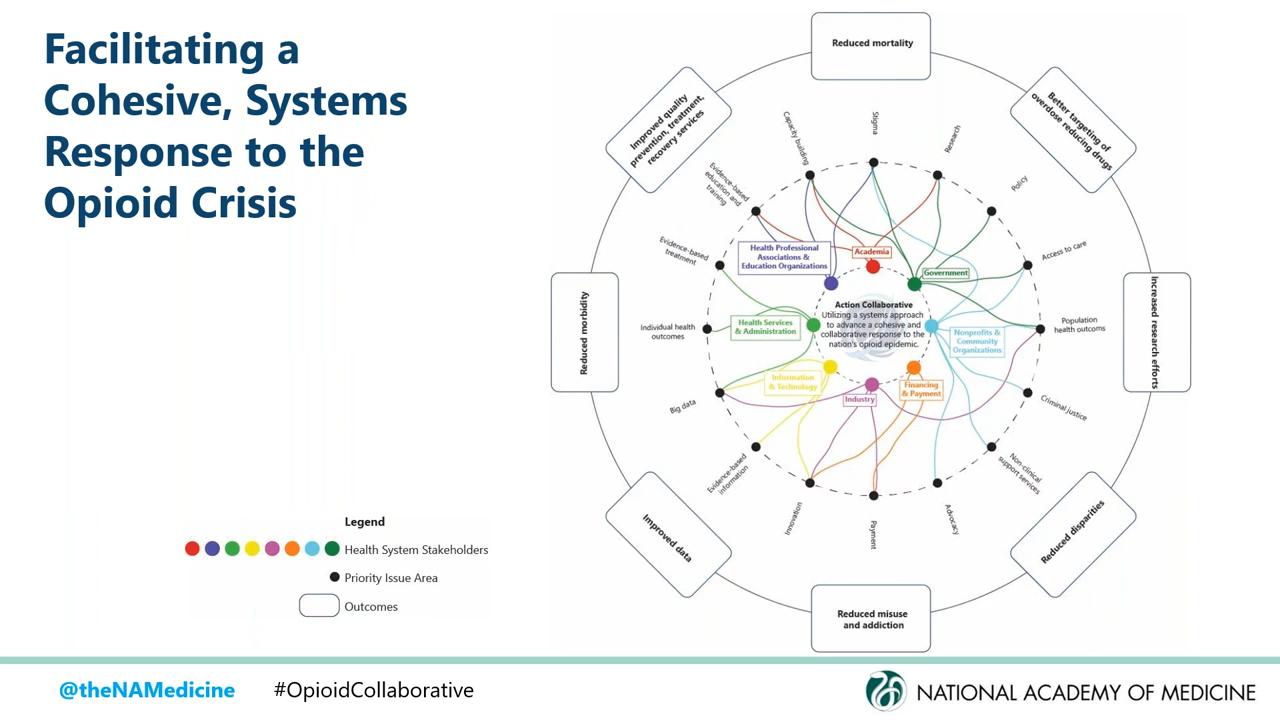 Facilitating a
Cohesive, Systems
Response to the
Opioid Crisis
Reduced mortality
Better targeting of
overdose reducing drugs
Increased research efforts
Reduced disparities
Reduced misuse
and addiction
Improved data
Reduced morbidity
Improved quality
prevention, treatment,
recovery services
Stigma
Research
Policy
Access to care
Population
health outcomes
Criminal justice
Non-clinical
support services
Advocacy
Payment
Innovation
Evidence-based
information
Big data
Individual health
outcomes
Evidence-based
treatment
Evidence-based
education and
training
Capacity building
Health Professional
Associations &
Education Organizations
Academia
Government
Nonprofits &
Community
Organizations
Financing
& Payment
Industry
Information
& Technology
Health Services
& Administration
Action Collaborative
Utilizing a systems approach
to advance a cohesive and
collaborative response to the
nation's opioid epidemic.
Legend
Health System Stakeholders
Priority Issue Area
Outcomes
@theNAMedicine #OpioidCollaborative
NATIONAL ACADEMY OF MEDICINE